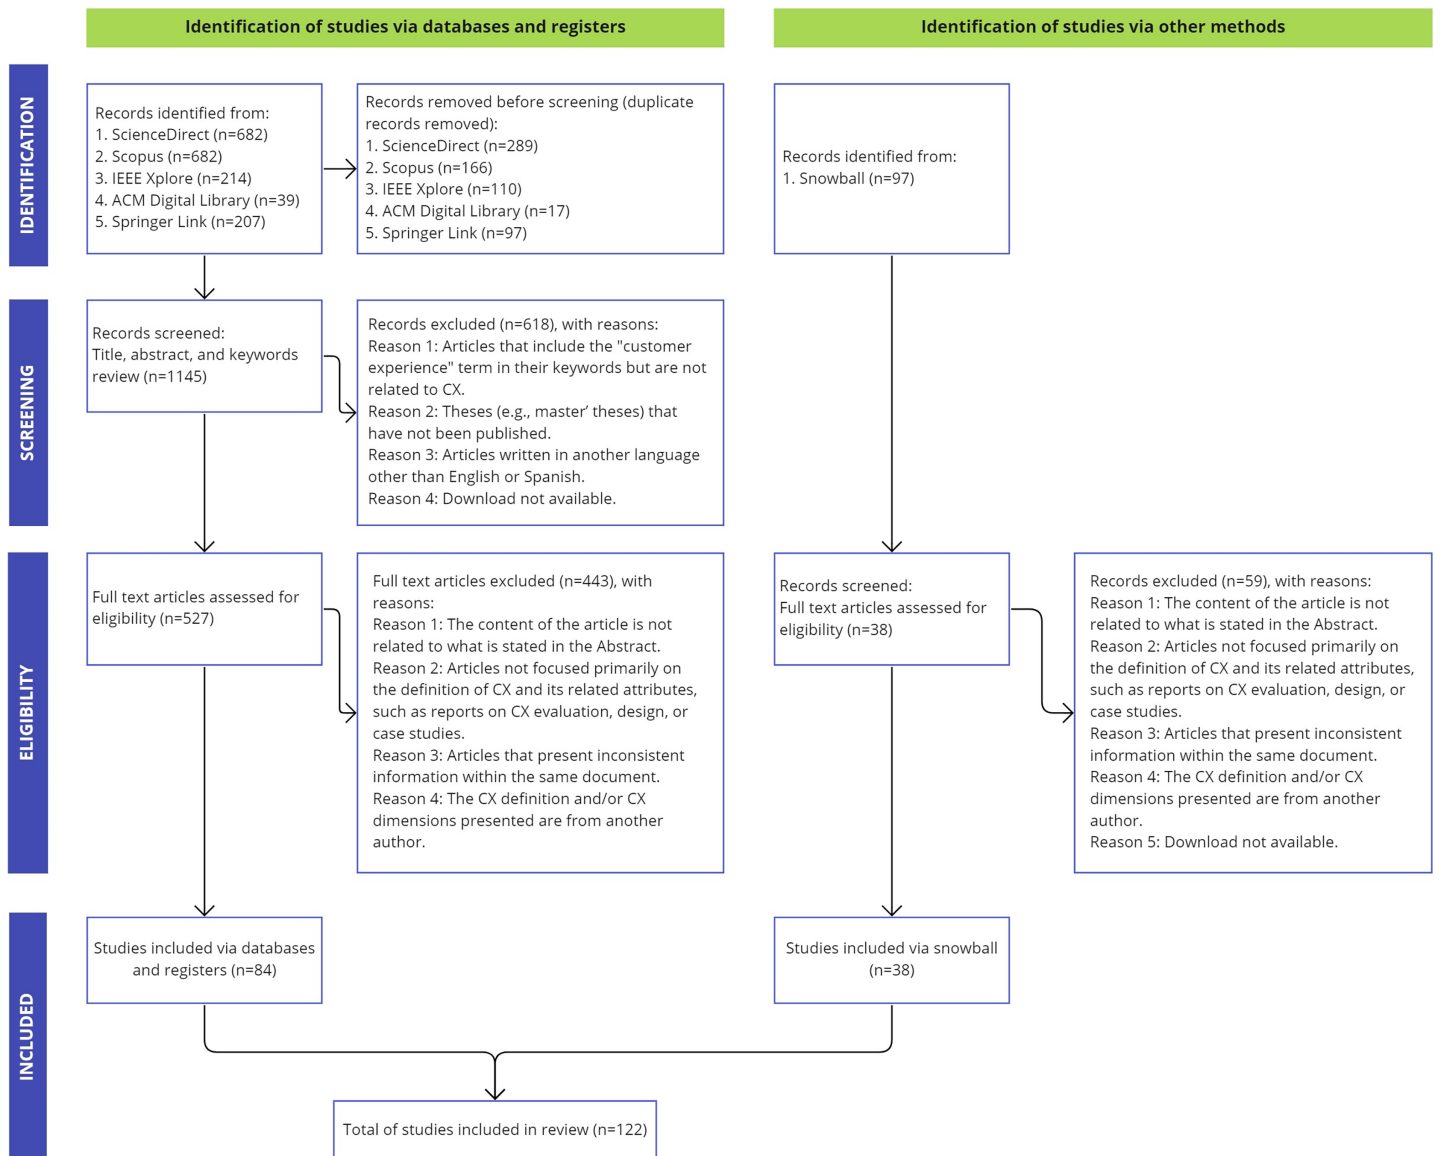 Identification of studies via databases and registers
Identification of studies via other methods
IDENTIFICATION
Records identified from:
1. ScienceDirect (n=682)
2. Scopus (n=682)
3. IEEE Xplore (n=214)
4. ACM Digital Library (n=39)
5. Springer Link (n=207)
Records removed before screening (duplicate
records removed):
1. ScienceDirect (n=289)
2. Scopus (n=166)
3. IEEE Xplore (n=110)
4. ACM Digital Library (n=17)
5. Springer Link (n=97)
Records identified from:
1. Snowball (n=97)
SCREENING
Records screened:
Title, abstract, and keywords
review (n=1145)
Records excluded (n=618), with reasons:
Reason 1: Articles that include the "customer
experience" term in their keywords but are not
related to CX.
Reason 2: Theses (e.g., master’ theses) that
have not been published.
Reason 3: Articles written in another language
other than English or Spanish.
Reason 4: Download not available.
ELIGIBILITY
Full text articles assessed for
eligibility (n=527)
Full text articles excluded (n=443), with
reasons:
Reason 1: The content of the article is not
related to what is stated in the Abstract.
Reason 2: Articles not focused primarily on
the definition of CX and its related attributes,
such as reports on CX evaluation, design, or
case studies.
Reason 3: Articles that present inconsistent
information within the same document.
Reason 4: The CX definition and/or CX
dimensions presented are from another
author.
Records screened:
Full text articles assessed for
eligibility (n=38)
Records excluded (n=59), with reasons:
Reason 1: The content of the article is not
related to what is stated in the Abstract.
Reason 2: Articles not focused primarily on
the definition of CX and its related attributes,
such as reports on CX evaluation, design, or
case studies.
Reason 3: Articles that present inconsistent
information within the same document.
Reason 4: The CX definition and/or CX
dimensions presented are from another
author.
Reason 5: Download not available.
INCLUDED
Studies included via databases
and registers (n=84)
Studies included via snowball
(n=38)
Total of studies included in review (n=122)